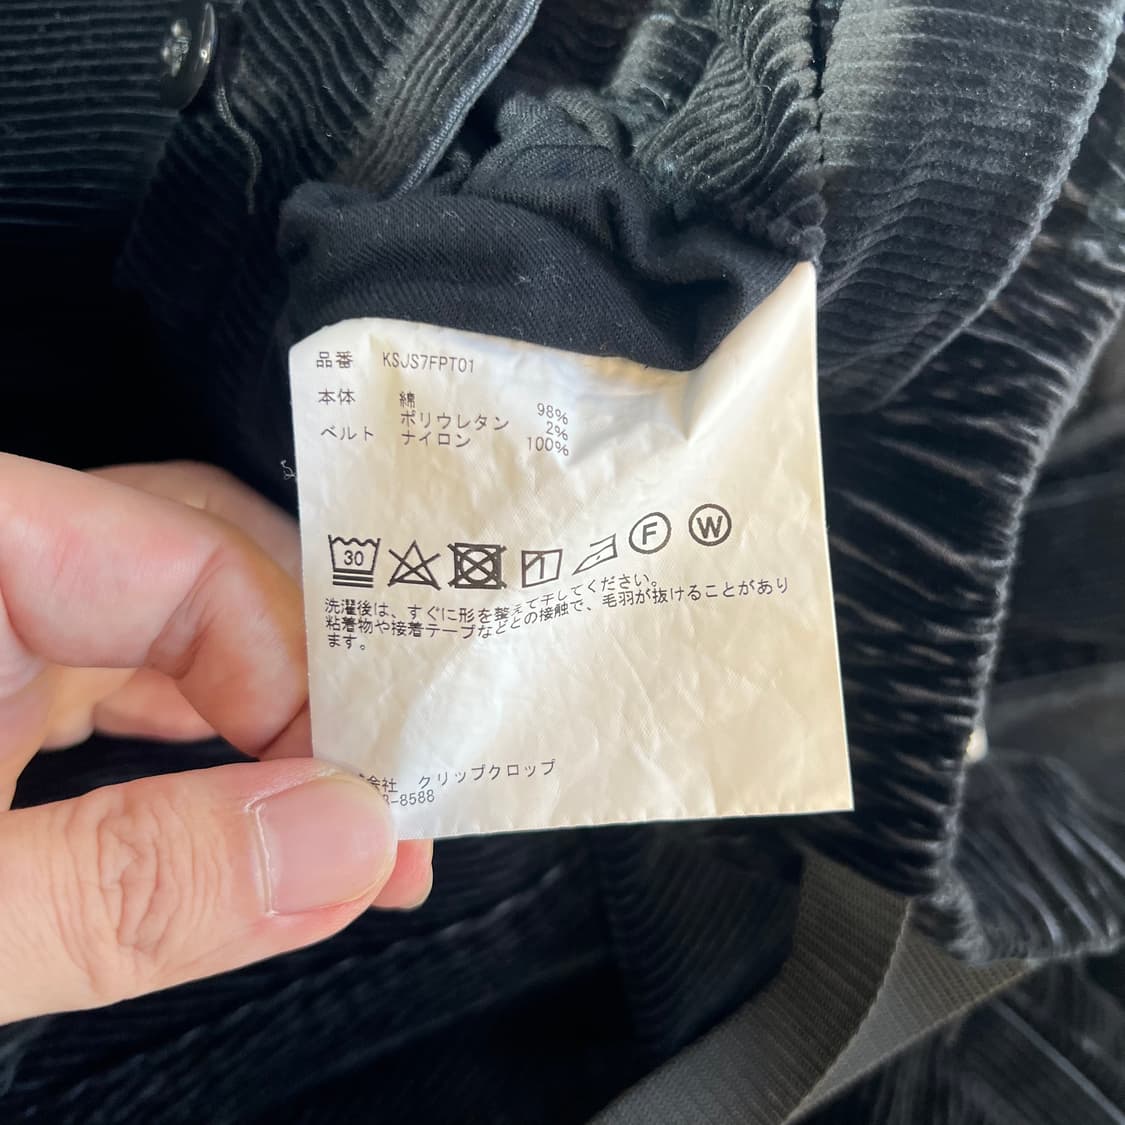 品番 KSJS7FPT01
本体 綿 98%
ポリウレタン 2%
ベルト ナイロン 100%
30
F W
洗濯後は、すぐに形を整えて干してください。
粘着物や接着テープなどとの接触で、毛羽が抜けることがあり
ます。
会社 クリップクロップ
-8588